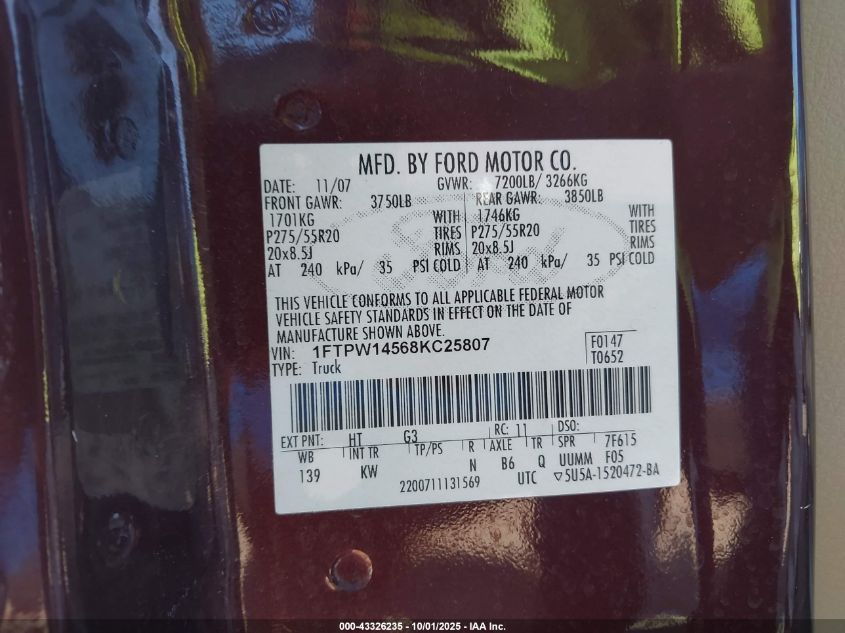 MFD. BY FORD MOTOR CO.
DATE: 11/07 GVWR: 7200LB/ 3266KG
FRONT GAWR: 3750LB REAR GAWR: 3850LB
1701KG WITH 1746KG WITH
P275/55R20 TIRES P275/55R20 TIRES
20x8.5J RIMS 20x8.5J RIMS
AT 240 kPa/ 35 PSI COLD AT 240 kPa/ 35 PSI COLD
THIS VEHICLE CONFORMS TO ALL APPLICABLE FEDERAL MOTOR
VEHICLE SAFETY STANDARDS IN EFFECT ON THE DATE OF
MANUFACTURE SHOWN ABOVE.
VIN: 1FTPW14568KC25807 F0147
TYPE: Truck T0652
EXT PNT: HT G3 RC: 11 DSO:
WB INT TR TP/PS R AXLE TR SPR 7F615
139 KW N B6 Q UUMM F05
2200711131569 UTC ▽5U5A-1520472-BA
Ford
000-43326235 - 10/01/2025 - IAA Inc.